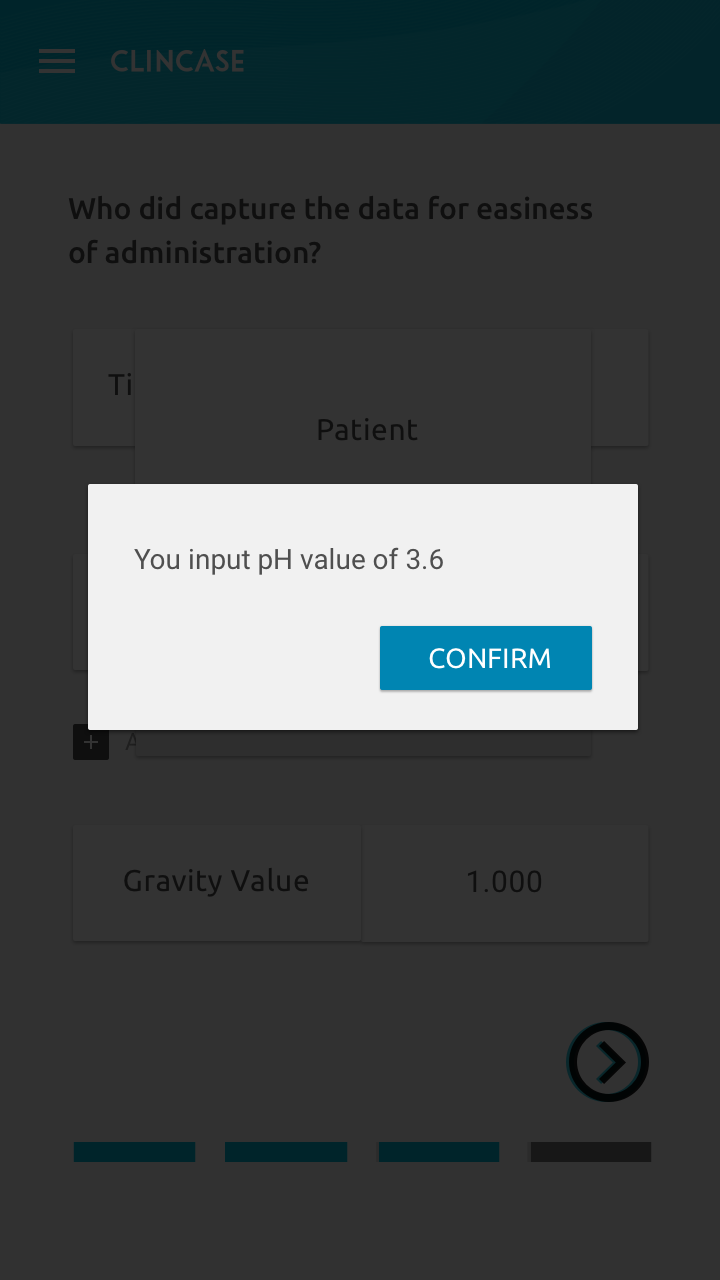 CLINCASE
Who did capture the data for easiness
of administration?
Ti
Patient
You input pH value of 3.6
CONFIRM
+ A
Gravity Value 1.000